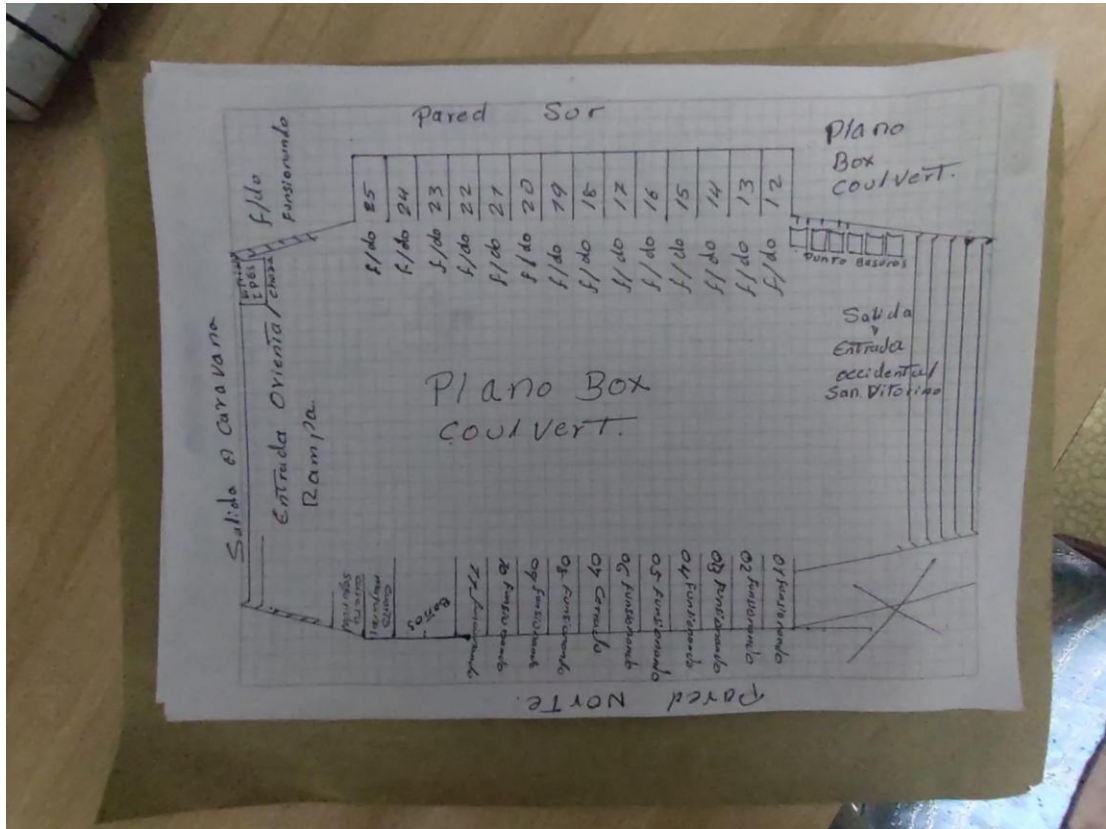 Pared Sur
Plano
Box
Coulvert.
f/do
Funsionando
25 f/do
24 f/do
23 f/do
22 f/do
21 f/do
20 f/do
19 f/do
18 f/do
17 f/do
16 f/do
15 f/do
14 f/do
13 f/do
12 f/do
Punto Basuras
IPES
Salida a Caravana
Entrada Oriental
Rampa.
Plano Box
Coulvert.
Salida
y
Entrada
occidental
San Vitorino
01 funsionando
02 funsionando
03 funsionando
04 funsionando
05 funsionando
06 funsionando
07 Cerrado
08 funsionando
09 funsionando
10 funsionando
11 funsionando
Baños
Pared Norte.